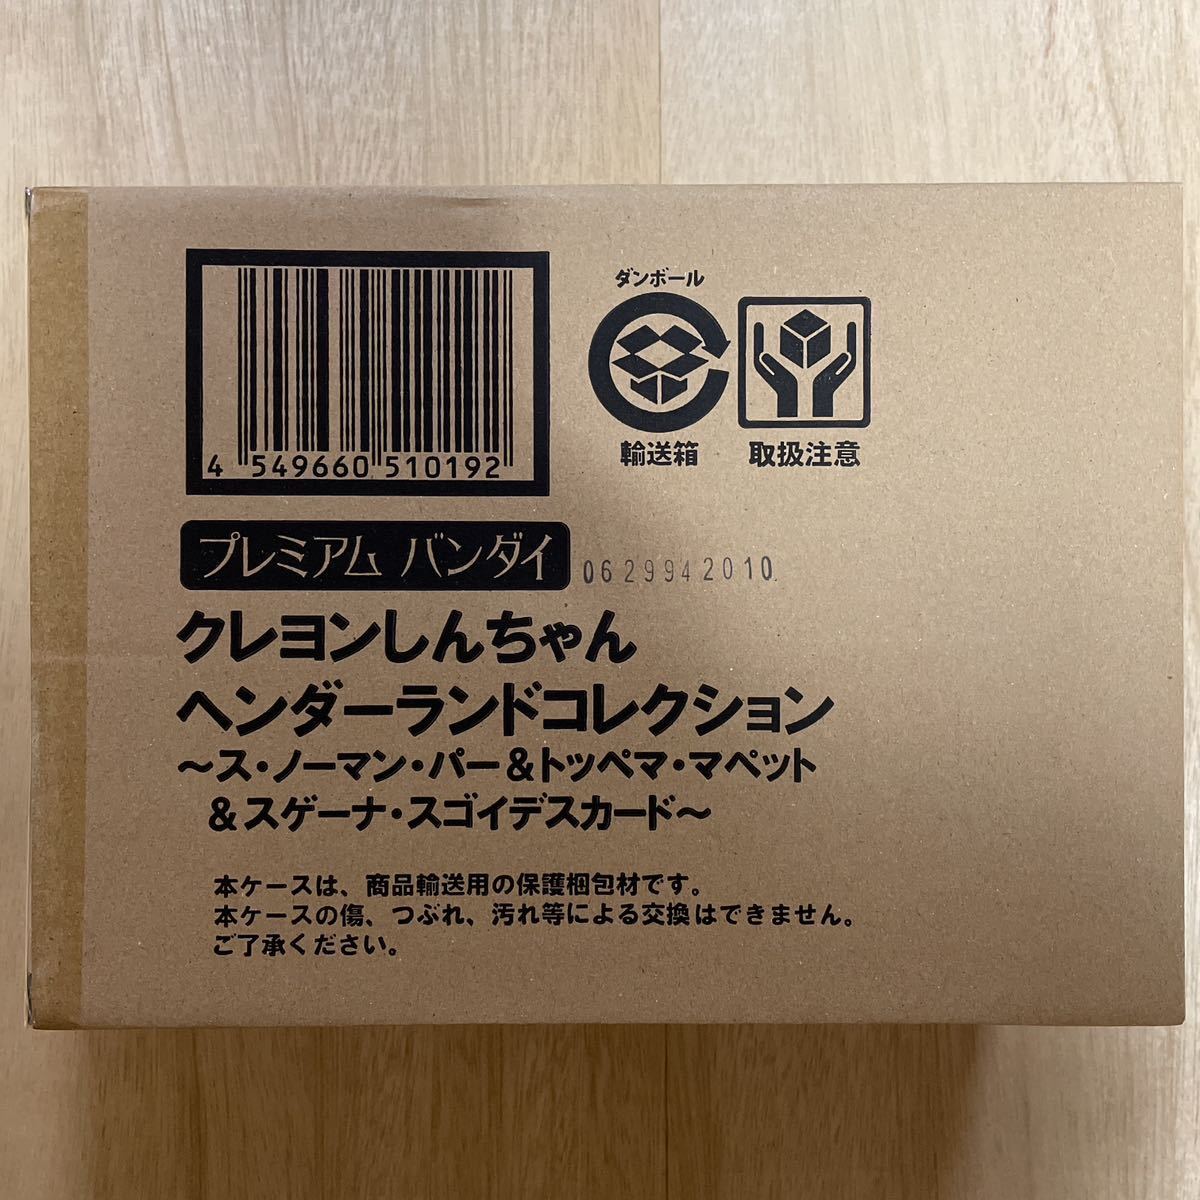 ダンボール
輸送箱
取扱注意
4 549660 510192
プレミアム バンダイ
0629942010
クレヨンしんちゃん
ヘンダーランドコレクション
～ス・ノーマン・パー＆トッペマ・マペット
＆スゲーナ・スゴイデスカード～
本ケースは、商品輸送用の保護梱包材です。
本ケースの傷、つぶれ、汚れ等による交換はできません。
ご了承ください。